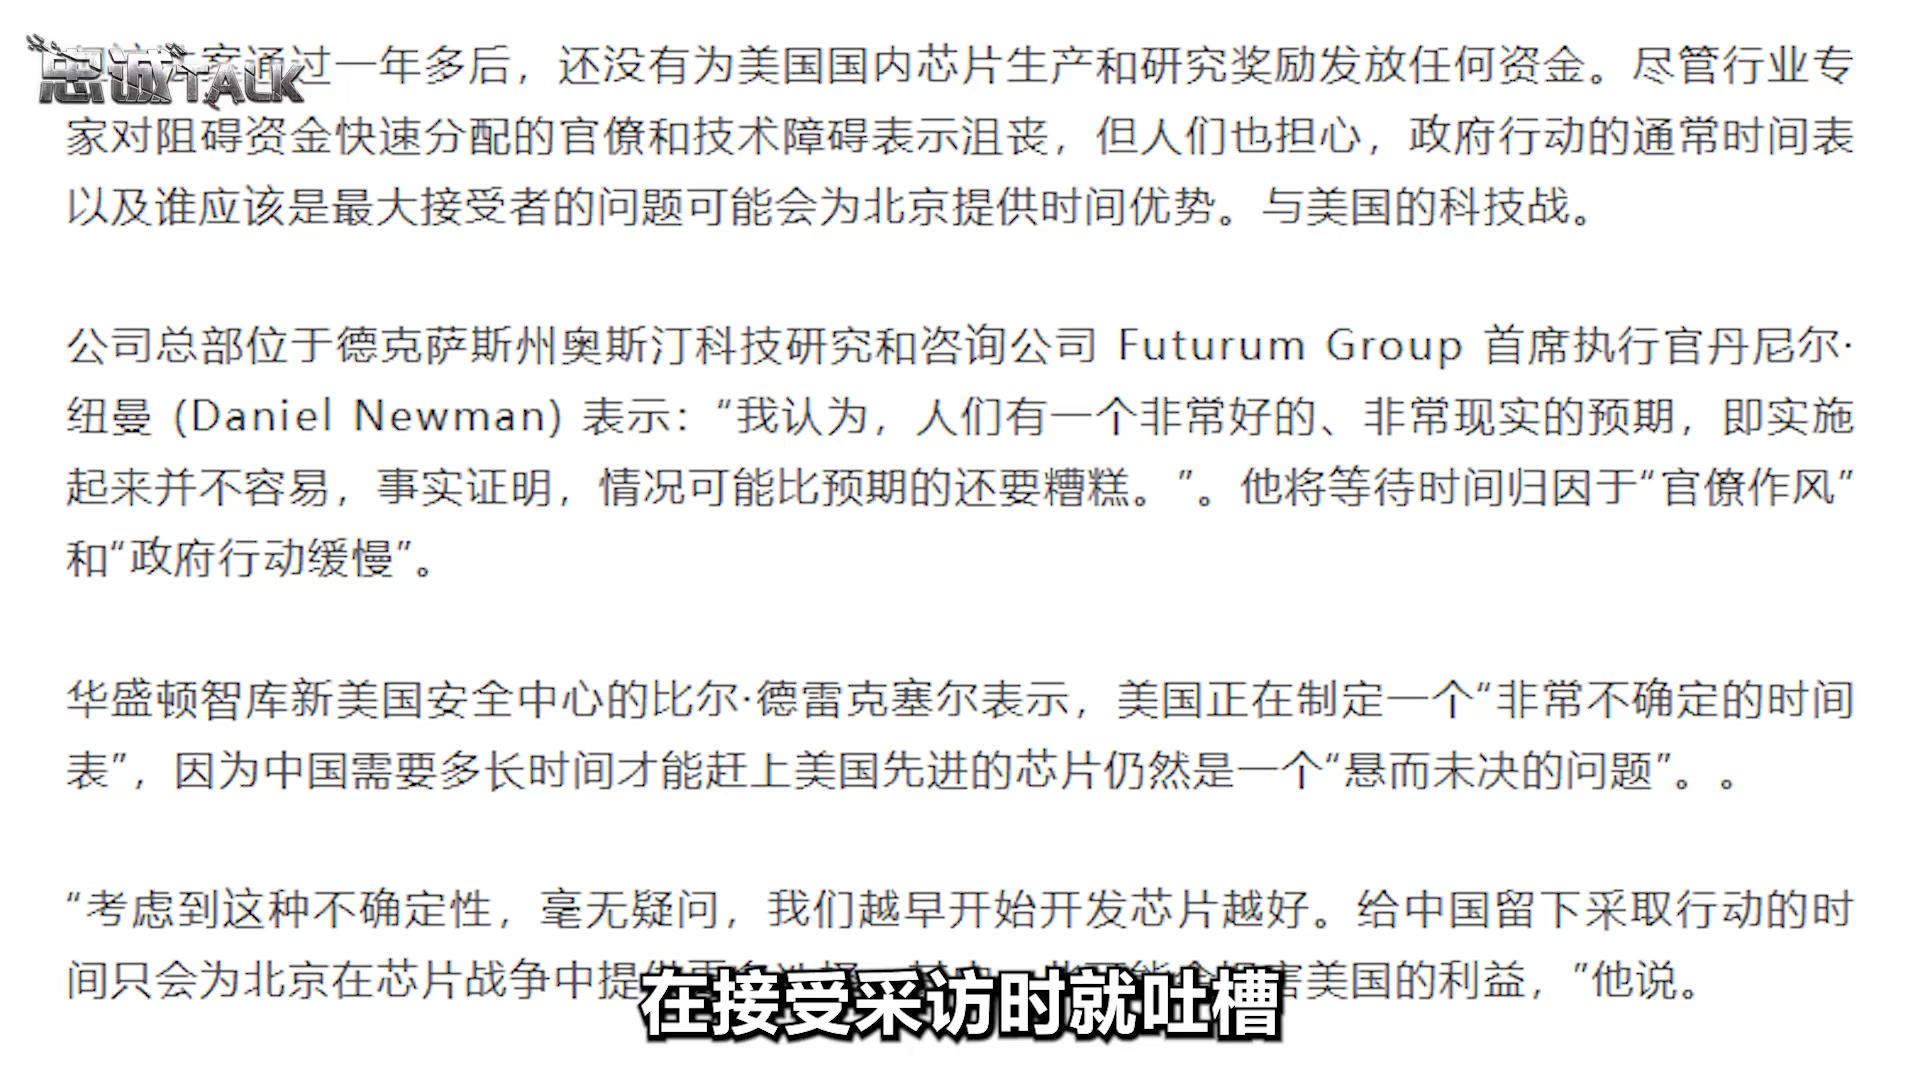 忠诚TALK
案通过一年多后，还没有为美国国内芯片生产和研究奖励发放任何资金。尽管行业专
家对阻碍资金快速分配的官僚和技术障碍表示沮丧，但人们也担心，政府行动的通常时间表
以及谁应该是最大接受者的问题可能会为北京提供时间优势。与美国的科技战。
公司总部位于德克萨斯州奥斯汀科技研究和咨询公司 Futurum Group 首席执行官丹尼尔·
纽曼 (Daniel Newman) 表示：“我认为，人们有一个非常好的、非常现实的预期，即实施
起来并不容易，事实证明，情况可能比预期的还要糟糕。”。他将等待时间归因于“官僚作风”
和“政府行动缓慢”。
华盛顿智库新美国安全中心的比尔·德雷克塞尔表示，美国正在制定一个“非常不确定的时间
表”，因为中国需要多长时间才能赶上美国先进的芯片仍然是一个“悬而未决的问题”。。
“考虑到这种不确定性，毫无疑问，我们越早开始开发芯片越好。给中国留下采取行动的时
间只会为北京在芯片战争中提 害美国的利益，”他说。
在接受采访时就吐槽